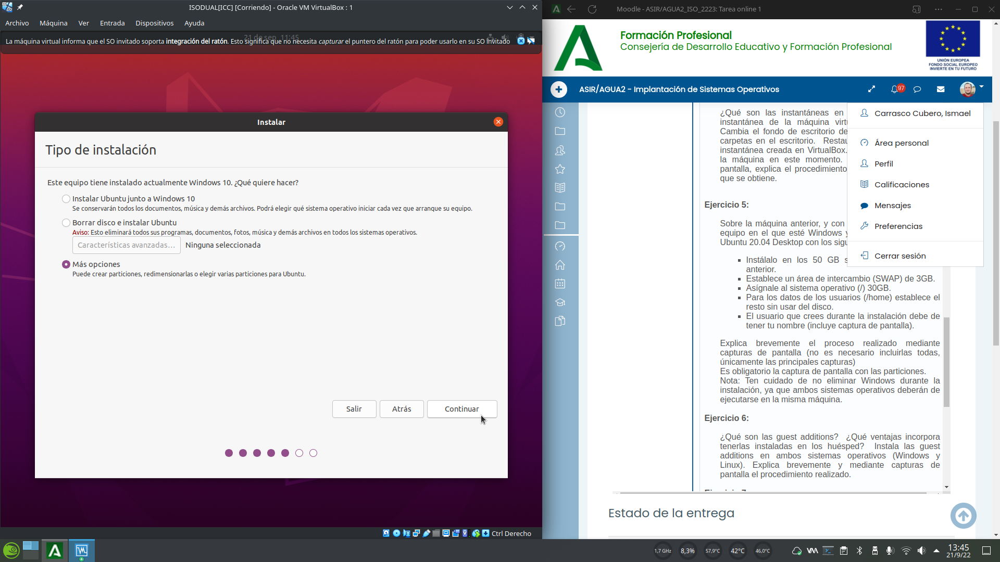 ISODUAL[ICC] [Corriendo] - Oracle VM VirtualBox : 1
Archivo Máquina Ver Entrada Dispositivos Ayuda
21 de sep 11:45
La máquina virtual informa que el SO invitado soporta integración del ratón. Esto significa que no necesita capturar el puntero del ratón para poder usarlo en su SO invitado
Instalar
Tipo de instalación
Este equipo tiene instalado actualmente Windows 10. ¿Qué quiere hacer?
Instalar Ubuntu junto a Windows 10
Se conservarán todos los documentos, música y demás archivos. Podrá elegir qué sistema operativo iniciar cada vez que arranque su equipo.
Borrar disco e instalar Ubuntu
Aviso: Esto eliminará todos sus programas, documentos, fotos, música y demás archivos en todos los sistemas operativos.
Características avanzadas... Ninguna seleccionada
Más opciones
Puede crear particiones, redimensionarlas o elegir varias particiones para Ubuntu.
Salir Atrás Continuar
Ctrl Derecho
Moodle - ASIR/AGUA2_ISO_2223: Tarea online 1
Formación Profesional
Consejería de Desarrollo Educativo y Formación Profesional
UNIÓN EUROPEA
FONDO SOCIAL EUROPEO
INVIERTE EN TU FUTURO
ASIR/AGUA2 - Implantación de Sistemas Operativos
97
¿Qué son las instantáneas en
instantánea de la máquina
Cambia el fondo de escritorio de
carpetas en el escritorio.
instantánea creada en VirtualBox.
la máquina en este momento.
pantalla, explica el procedimiento
que se obtiene.
Carrasco Cubero, Ismael
Área personal
Perfil
Calificaciones
Mensajes
Preferencias
Cerrar sesión
Ejercicio 5:
Sobre la máquina anterior, y con
equipo en el que esté Windows y
Ubuntu 20.04 Desktop con los
Instálalo en los 50 GB
anterior.
Establece un área de intercambio (SWAP) de 3GB.
Asígnale al sistema operativo (/) 30GB.
Para los datos de los usuarios (/home) establece el
resto sin usar del disco.
El usuario que crees durante la instalación debe de
tener tu nombre (incluye captura de pantalla).
Explica brevemente el proceso realizado mediante
capturas de pantalla (no es necesario incluirlas todas,
únicamente las principales capturas)
Es obligatorio la captura de pantalla con las particiones.
Nota: Ten cuidado de no eliminar Windows durante la
instalación, ya que ambos sistemas operativos deberán de
ejecutarse en la misma máquina.
Ejercicio 6:
¿Qué son las guest additions? ¿Qué ventajas incorpora
tenerlas instaladas en los huésped? Instala las guest
additions en ambos sistemas operativos (Windows y
Linux). Explica brevemente y mediante capturas de
pantalla el procedimiento realizado.
Estado de la entrega
1,7 GHz 8,3% 57,9°C 42°C 46,0°C
13:45
21/9/22